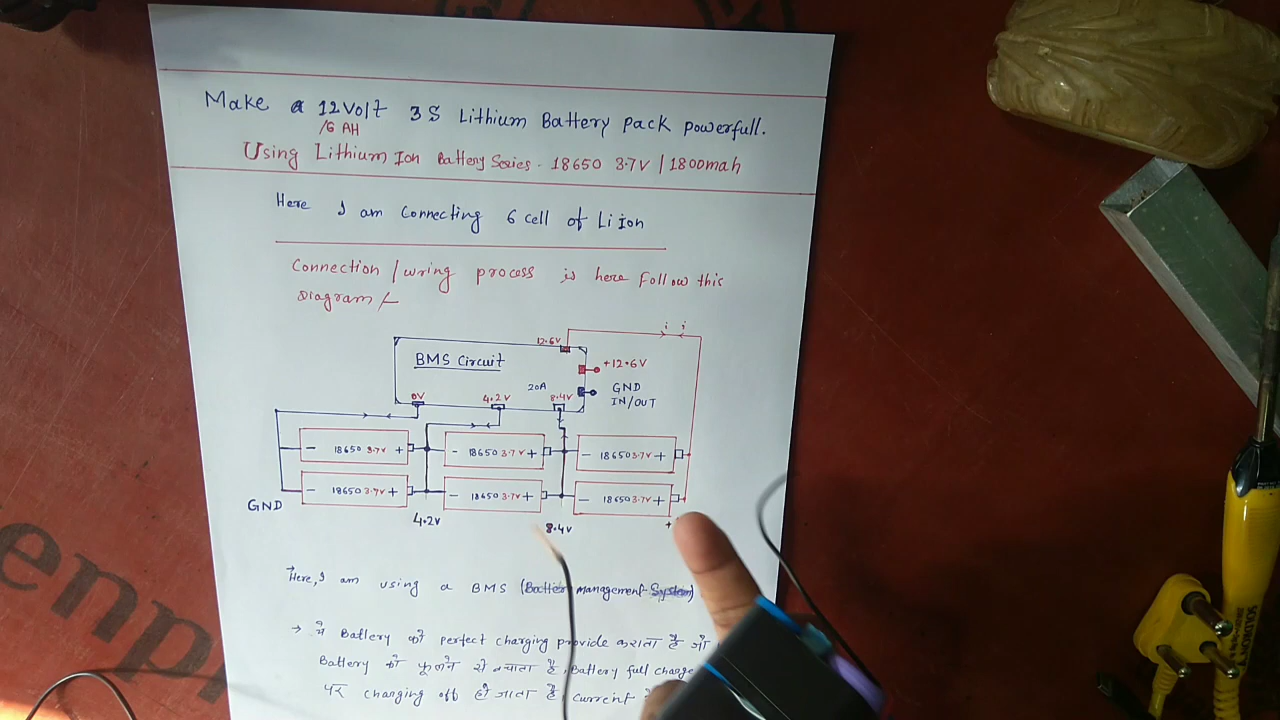 Make a 12Volt 3S Lithium Battery pack powerfull.
/6 AH
Using Lithium Ion Battery Series. 18650 3.7V | 1800mah
Here I am Connecting 6 cell of Li ion
Connection / wring process is here Follow this
Diagram /-
12.6V i i
BMS Circuit
+12.6V
20A
GND
IN/OUT
0V 4.2V 8.4V
- 18650 3.7V + - 18650 3.7V + - 18650 3.7V +
- 18650 3.7V + - 18650 3.7V + - 18650 3.7V +
GND
4.2V 8.4V +
Here, I am using a BMS (Batter management System)
→ ये Battery को perfect charging provide कराता है जो
Battery को फूलने से बचाता है, Battery full charge
पर charging off हो जाता है, current
enp